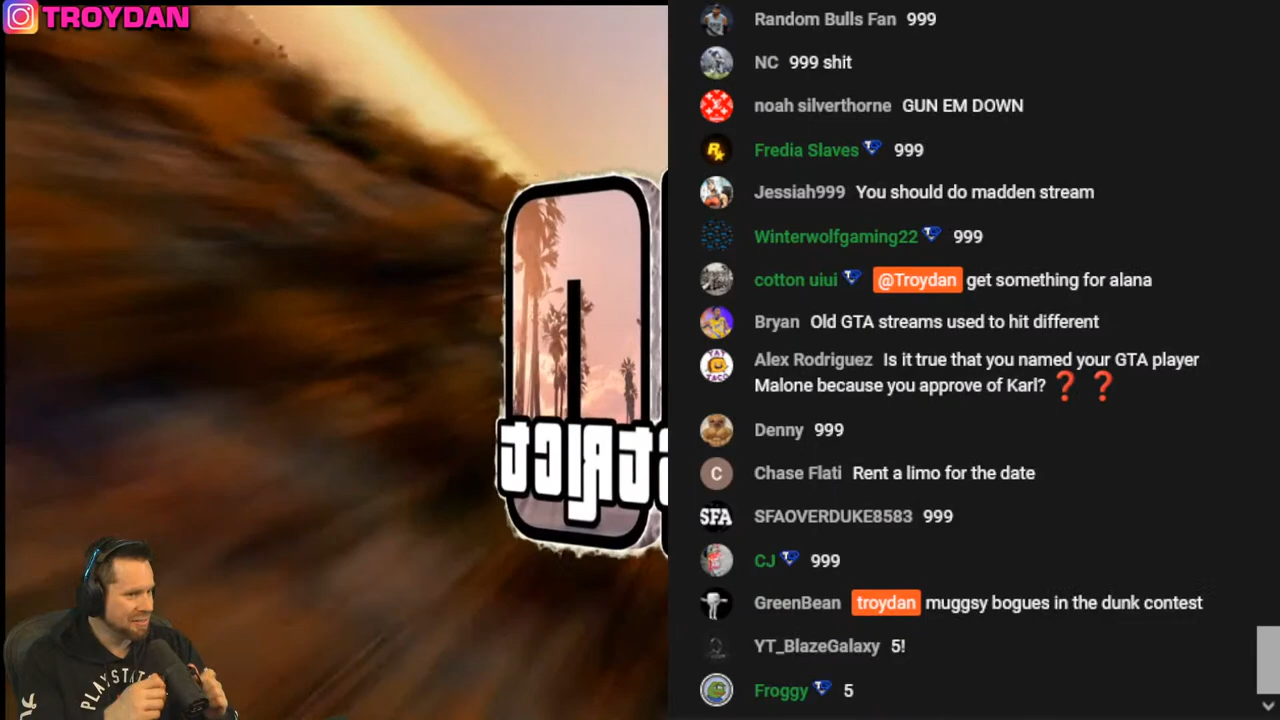 TROYDAN
Random Bulls Fan 999
NC 999 shit
noah silverthorne GUN EM DOWN
Fredia Slaves 999
Jessiah999 You should do madden stream
Winterwolfgaming22 999
cotton uiui @Troydan get something for alana
Bryan Old GTA streams used to hit different
Alex Rodriguez Is it true that you named your GTA player
Malone because you approve of Karl? ❓ ❓
Denny 999
C Chase Flati Rent a limo for the date
SFA SFAOVERDUKE8583 999
CJ 999
GreenBean troydan muggsy bogues in the dunk contest
YT_BlazeGalaxy 5!
Froggy 5
PLAYSTAT